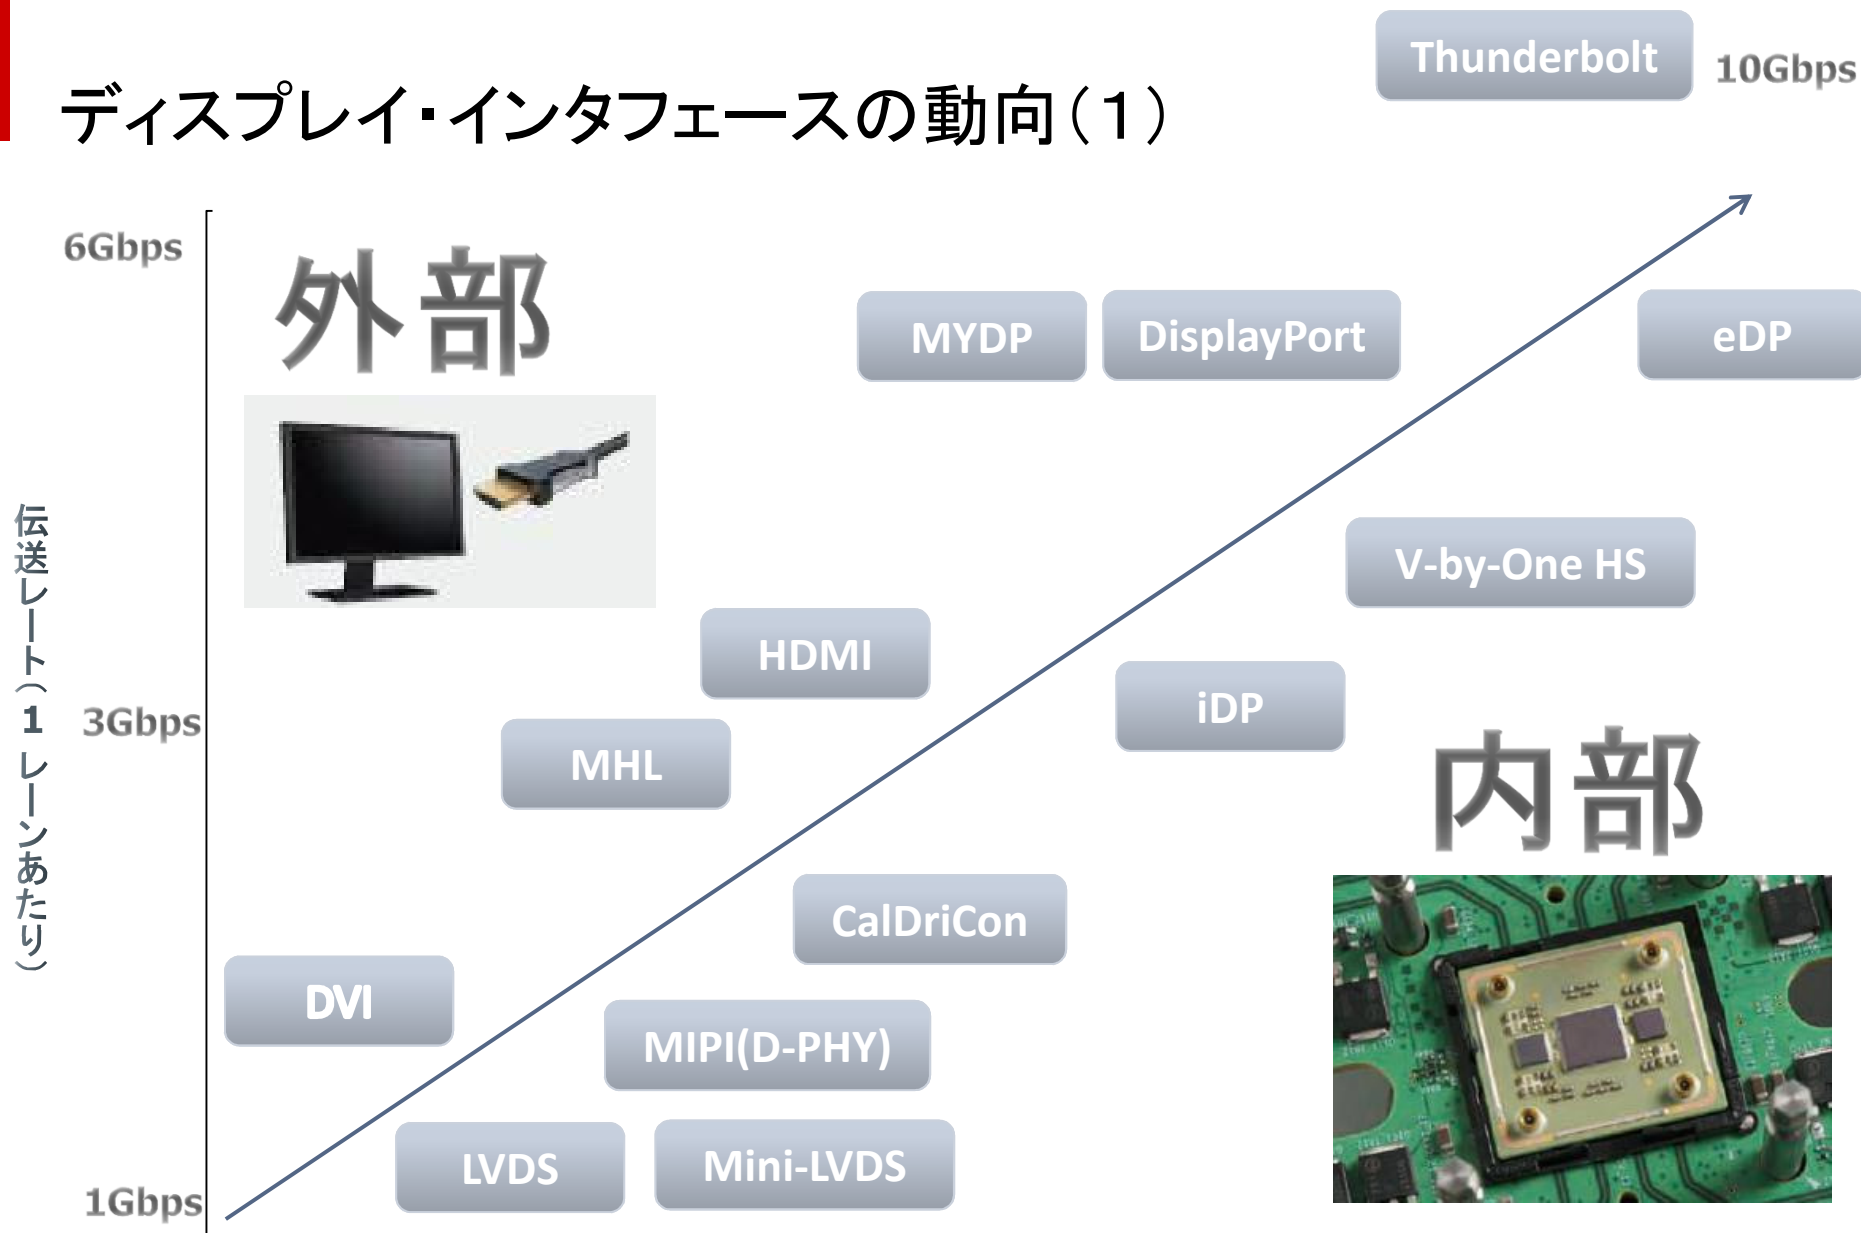 Thunderbolt
10Gbps
ディスプレイ・インタフェースの動向（１）
6Gbps
外部
MYDP
DisplayPort
eDP
V-by-One HS
HDMI
iDP
3Gbps
MHL
内部
伝送レート（1 レーンあたり）
CalDriCon
DVI
MIPI(D-PHY)
LVDS
Mini-LVDS
1Gbps